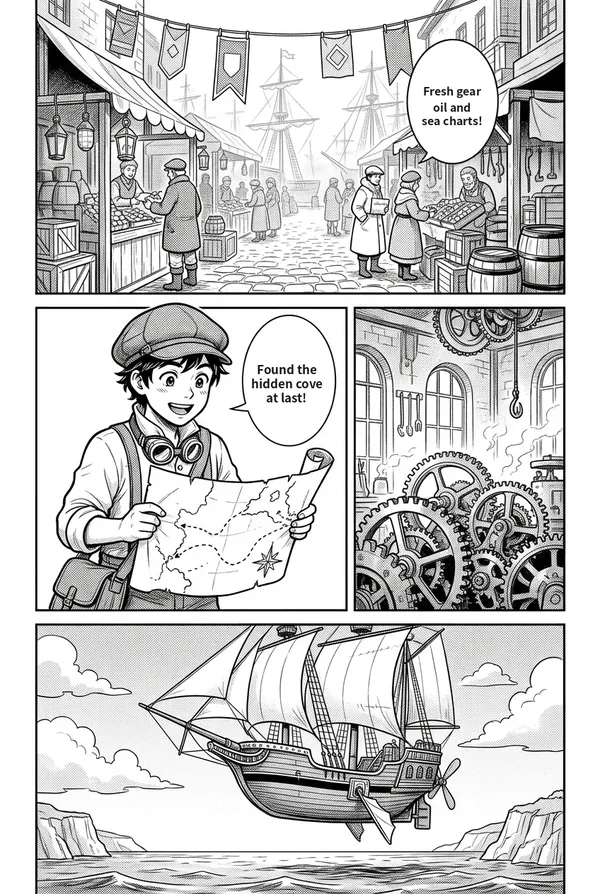 Fresh gear
oil and
sea charts!
Found the
hidden cove
at last!